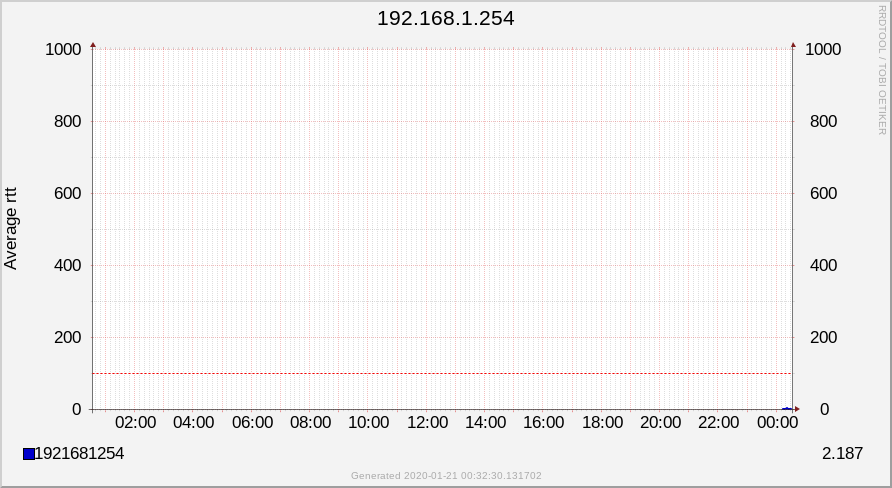 192.168.1.254
RRDTOOL / TOBI OETIKER
Average rtt
1000 1000
800 800
600 600
400 400
200 200
0 0
02:00 04:00 06:00 08:00 10:00 12:00 14:00 16:00 18:00 20:00 22:00 00:00
1921681254 2.187
Generated 2020-01-21 00:32:30.131702